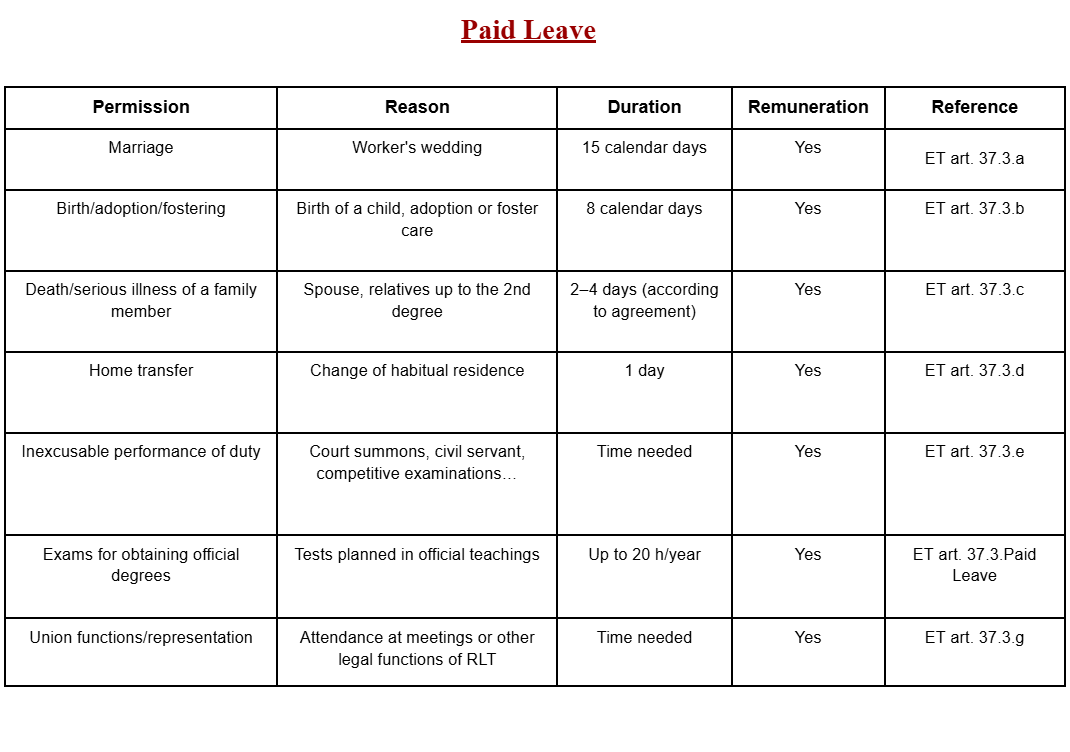 Paid Leave
Permission Reason Duration Remuneration Reference
Marriage Worker's wedding 15 calendar days Yes ET art. 37.3.a
Birth/adoption/fostering Birth of a child, adoption or foster 8 calendar days Yes ET art. 37.3.b
care
Death/serious illness of a family Spouse, relatives up to the 2nd 2–4 days (according Yes ET art. 37.3.c
member degree to agreement)
Home transfer Change of habitual residence 1 day Yes ET art. 37.3.d
Inexcusable performance of duty Court summons, civil servant, Time needed Yes ET art. 37.3.e
competitive examinations…
Exams for obtaining official Tests planned in official teachings Up to 20 h/year Yes ET art. 37.3.Paid
degrees Leave
Union functions/representation Attendance at meetings or other Time needed Yes ET art. 37.3.g
legal functions of RLT